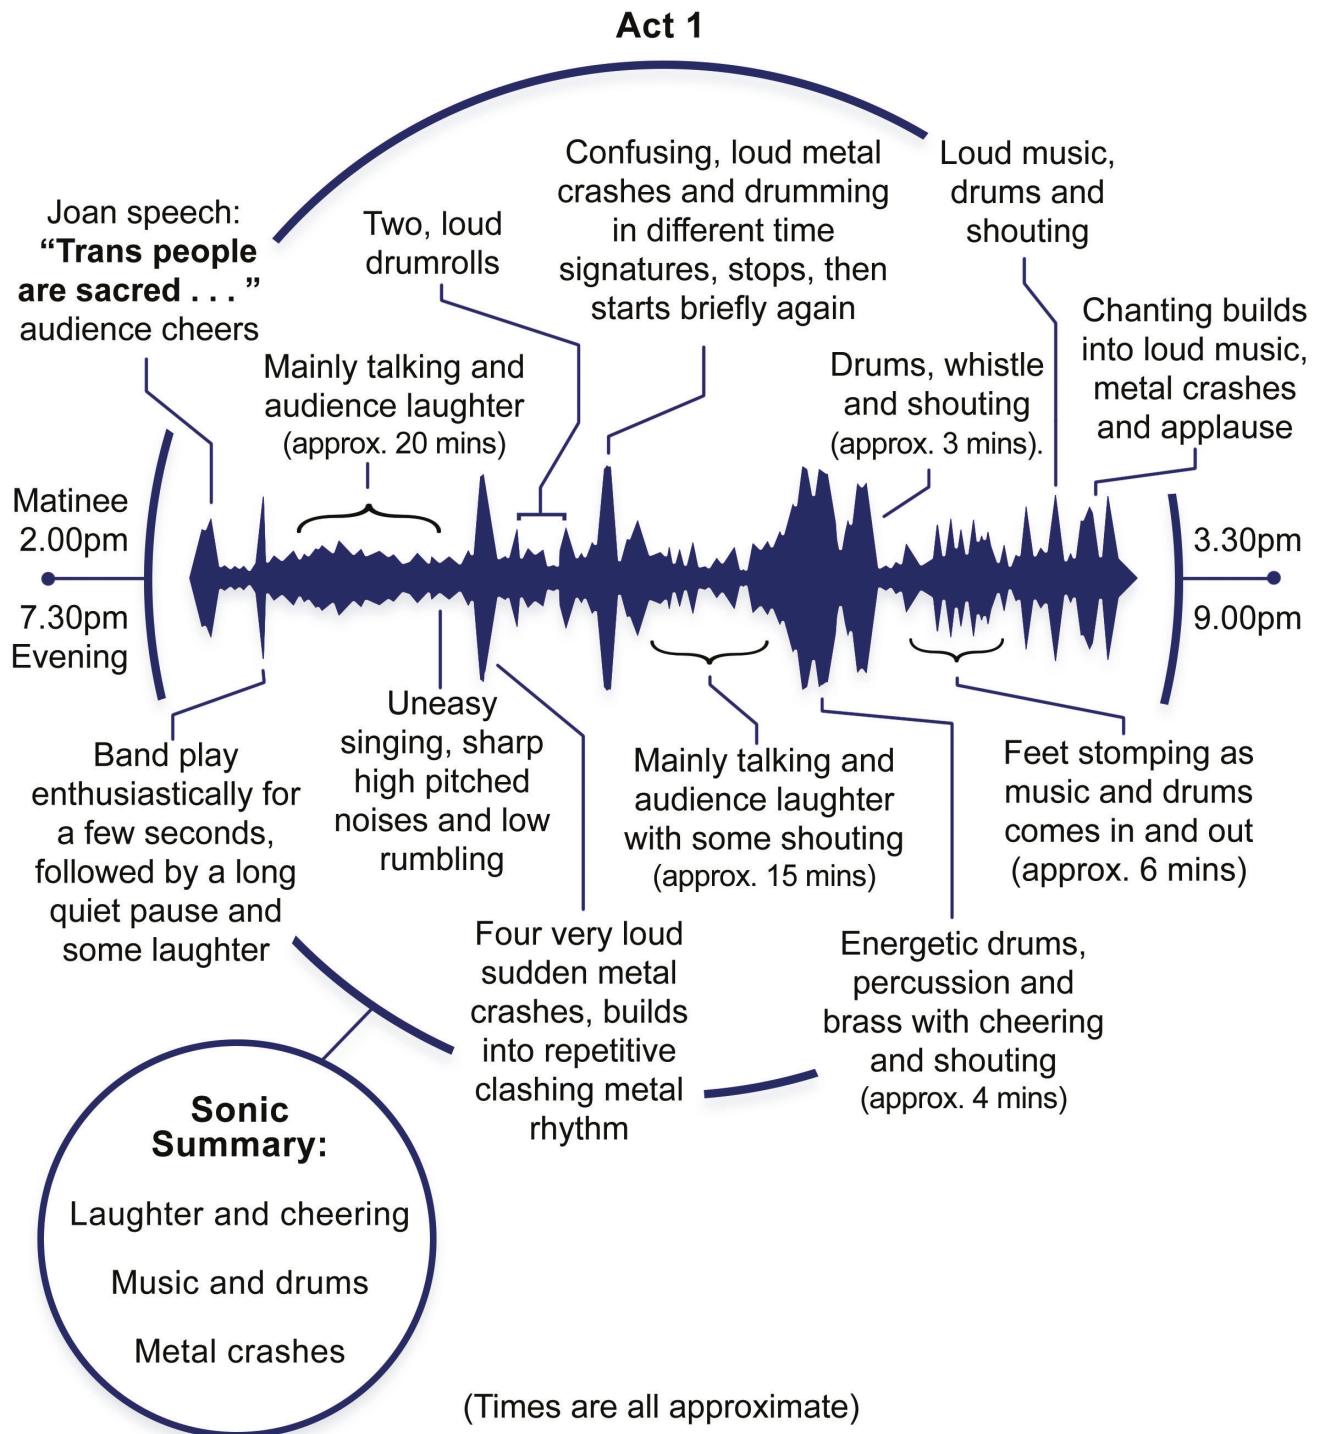 Act 1
Joan speech:
“Trans people
are sacred . . . ”
audience cheers
Two, loud
drumrolls
Confusing, loud metal
crashes and drumming
in different time
signatures, stops, then
starts briefly again
Loud music,
drums and
shouting
Mainly talking and
audience laughter
(approx. 20 mins)
Drums, whistle
and shouting
(approx. 3 mins).
Chanting builds
into loud music,
metal crashes
and applause
Matinee
2.00pm
7.30pm
Evening
3.30pm
9.00pm
Band play
enthusiastically for
a few seconds,
followed by a long
quiet pause and
some laughter
Uneasy
singing, sharp
high pitched
noises and low
rumbling
Four very loud
sudden metal
crashes, builds
into repetitive
clashing metal
rhythm
Mainly talking and
audience laughter
with some shouting
(approx. 15 mins)
Energetic drums,
percussion and
brass with cheering
and shouting
(approx. 4 mins)
Feet stomping as
music and drums
comes in and out
(approx. 6 mins)
Sonic
Summary:
Laughter and cheering
Music and drums
Metal crashes
(Times are all approximate)